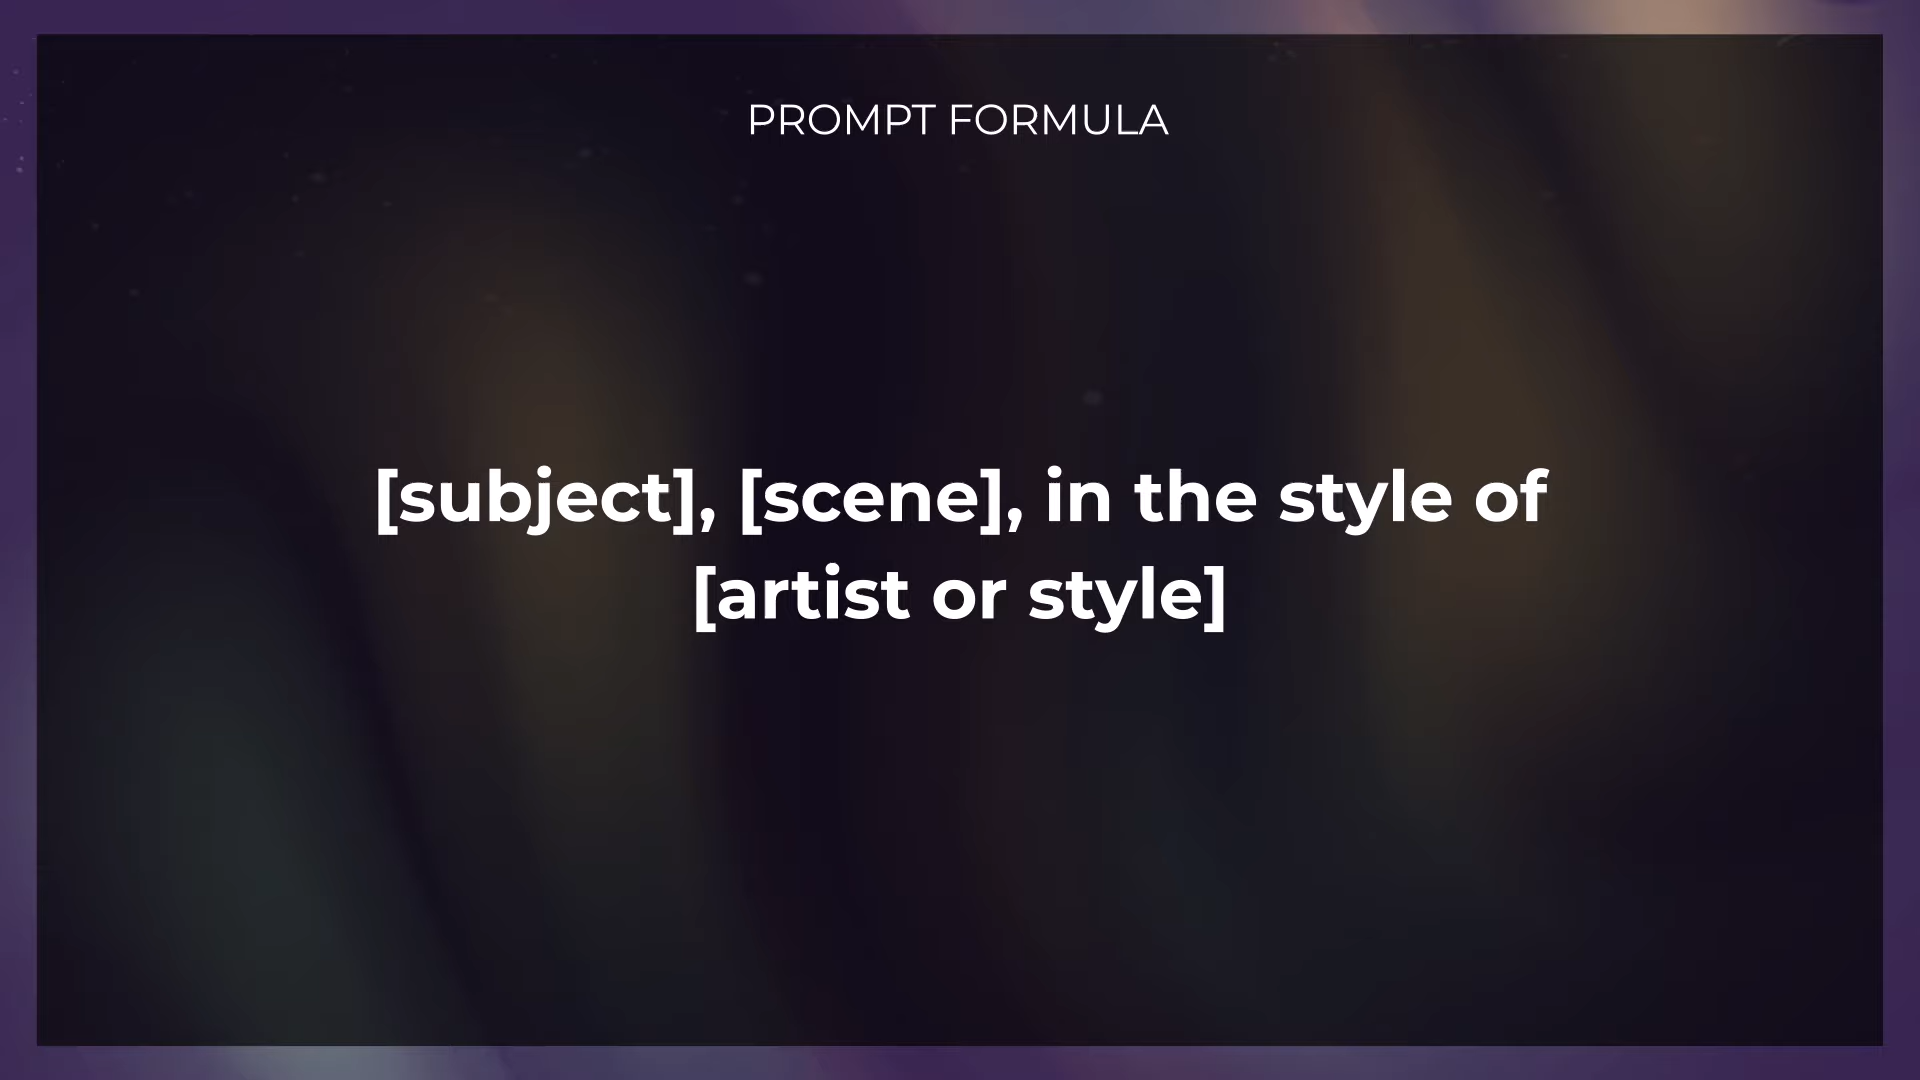 PROMPT FORMULA
[subject], [scene], in the style of
[artist or style]